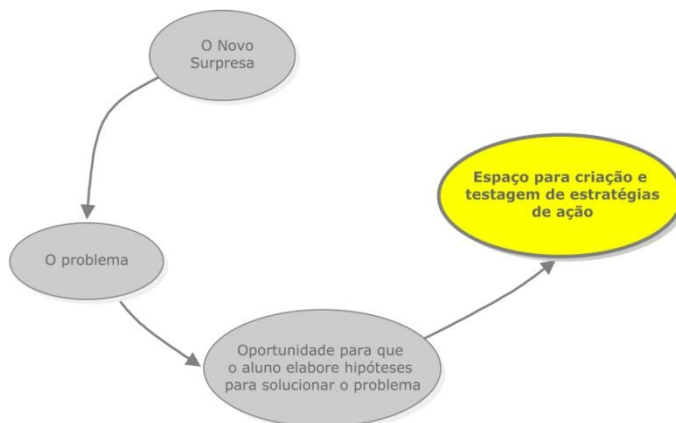 O Novo
Surpresa
O problema
Oportunidade para que
o aluno elabore hipóteses
para solucionar o problema
Espaço para criação e
testagem de estratégias
de ação